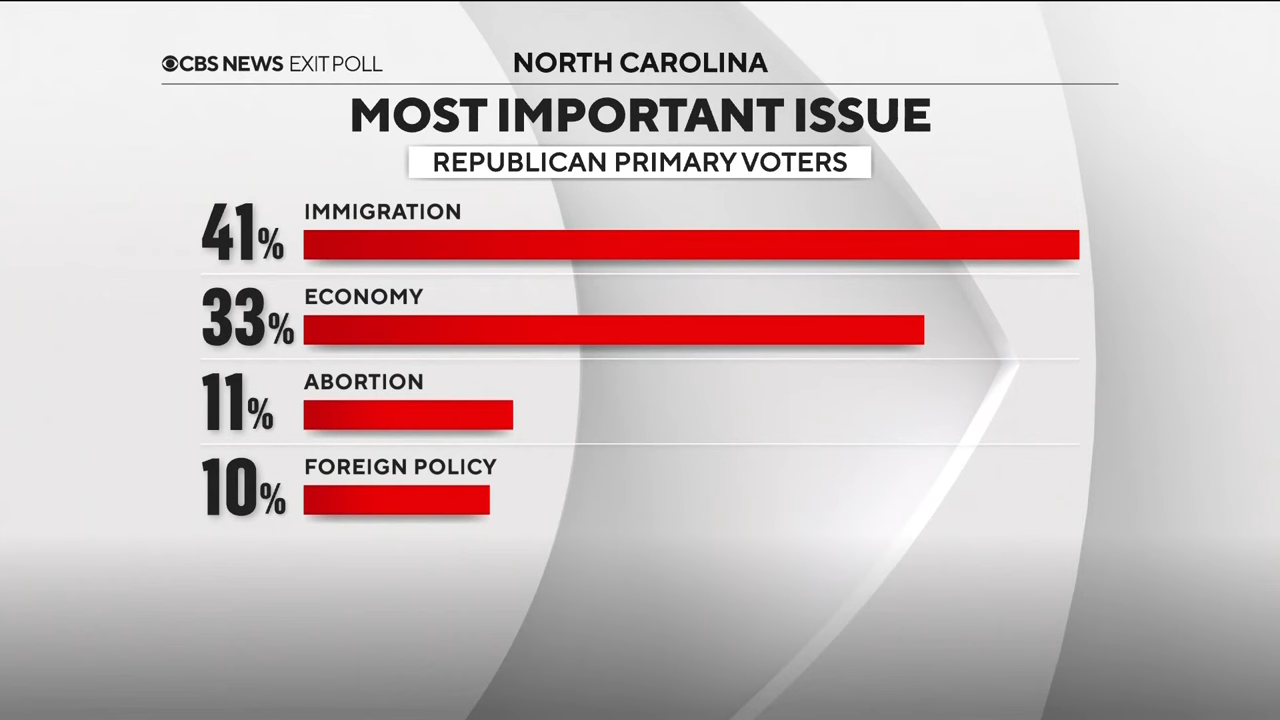 CBS NEWS EXIT POLL
NORTH CAROLINA
MOST IMPORTANT ISSUE
REPUBLICAN PRIMARY VOTERS
41% IMMIGRATION
33% ECONOMY
11% ABORTION
10% FOREIGN POLICY